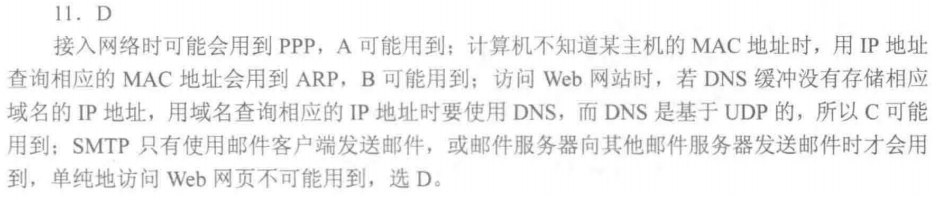 11. D
接入网络时可能会用到 PPP，A 可能用到；计算机不知道某主机的 MAC 地址时，用 IP 地址
查询相应的 MAC 地址会用到 ARP，B 可能用到；访问 Web 网站时，若 DNS 缓冲没有存储相应
域名的 IP 地址，用域名查询相应的 IP 地址时要使用 DNS，而 DNS 是基于 UDP 的，所以 C 可能
用到；SMTP 只有使用邮件客户端发送邮件，或邮件服务器向其他邮件服务器发送邮件时才会用
到，单纯地访问 Web 网页不可能用到，选 D。